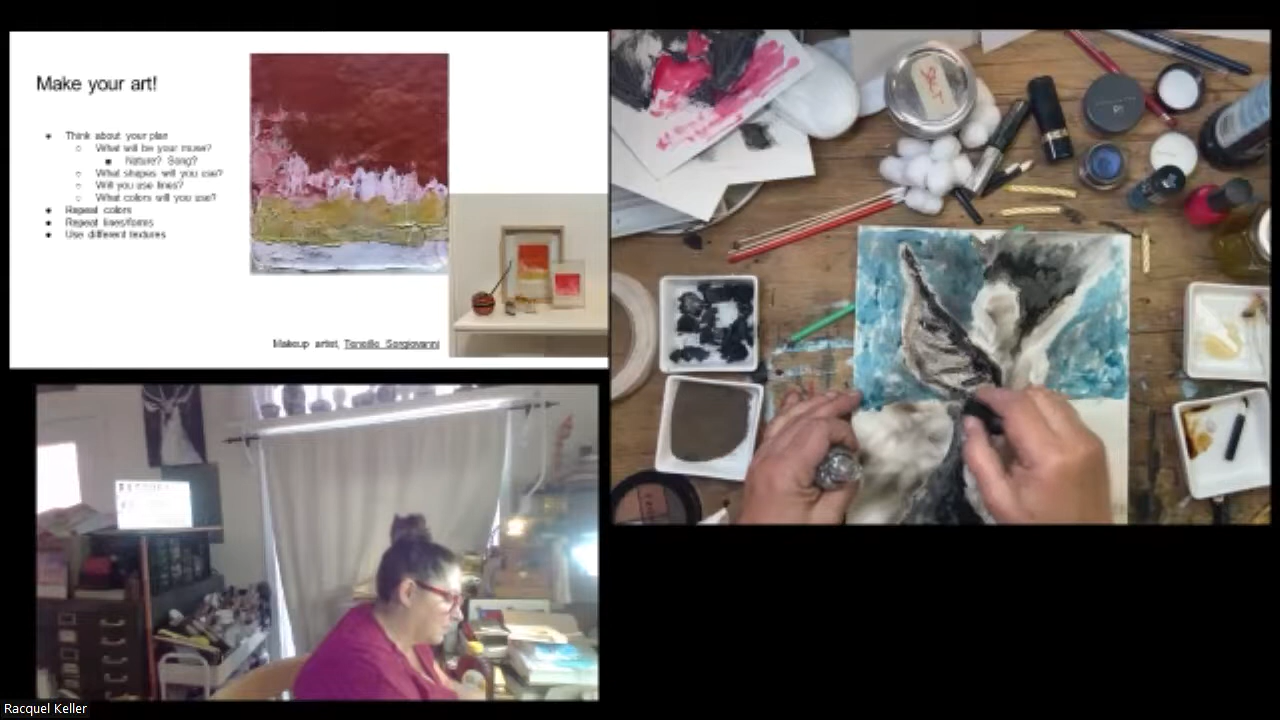 Make your art!
● Think about your plan
○ What will be your muse?
■ Nature? Song?
○ What shapes will you use?
○ Will you use lines?
○ What colors will you use?
● Repeat colors
● Repeat lines/forms
● Use different textures
Makeup artist,
SALT
Racquel Keller